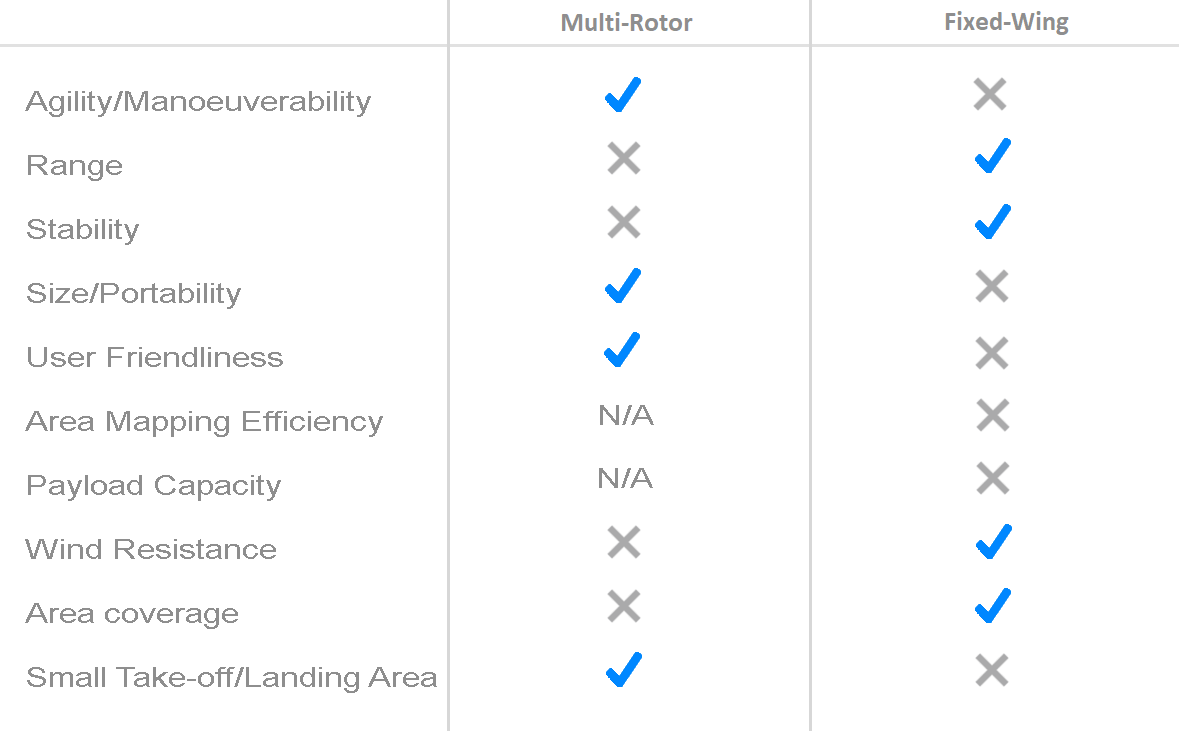 Multi-Rotor Fixed-Wing
Agility/Manoeuverability
Range
Stability
Size/Portability
User Friendliness
Area Mapping Efficiency N/A
Payload Capacity N/A
Wind Resistance
Area coverage
Small Take-off/Landing Area